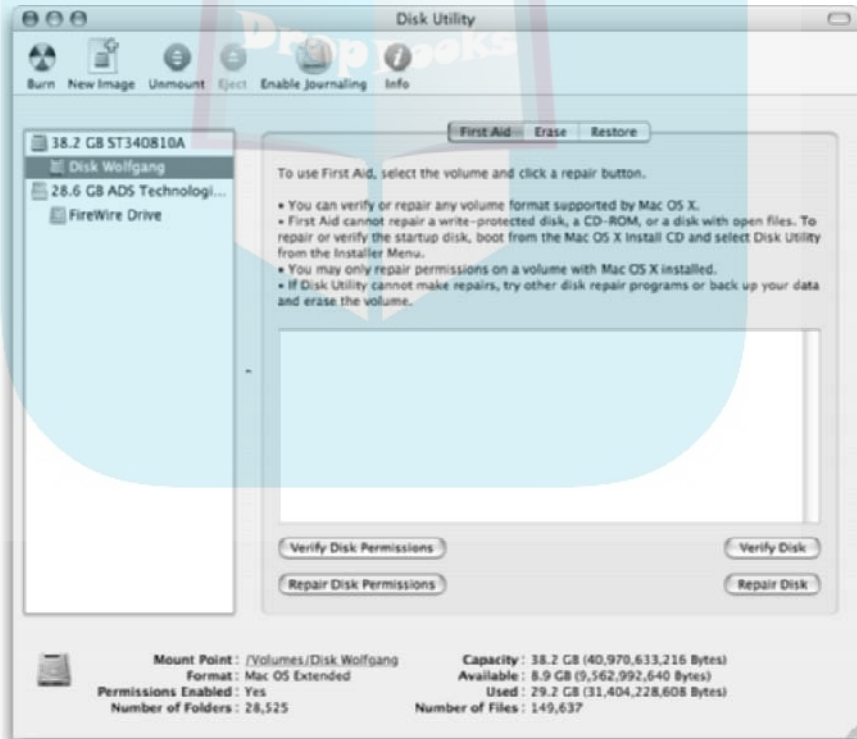 Disk Utility
DropBooks
Burn New Image Unmount Eject Enable Journaling Info
First Aid Erase Restore
38.2 GB ST340810A
Disk Wolfgang
28.6 GB ADS Technologi...
FireWire Drive
To use First Aid, select the volume and click a repair button.
• You can verify or repair any volume format supported by Mac OS X.
• First Aid cannot repair a write-protected disk, a CD-ROM, or a disk with open files. To
repair or verify the startup disk, boot from the Mac OS X Install CD and select Disk Utility
from the Installer Menu.
• You may only repair permissions on a volume with Mac OS X installed.
• If Disk Utility cannot make repairs, try other disk repair programs or back up your data
and erase the volume.
Verify Disk Permissions Verify Disk
Repair Disk Permissions Repair Disk
Mount Point : /Volumes/Disk Wolfgang
Format : Mac OS Extended
Permissions Enabled : Yes
Number of Folders : 28,525
Capacity : 38.2 GB (40,970,633,216 Bytes)
Available : 8.9 GB (9,562,992,640 Bytes)
Used : 29.2 GB (31,404,228,608 Bytes)
Number of Files : 149,637